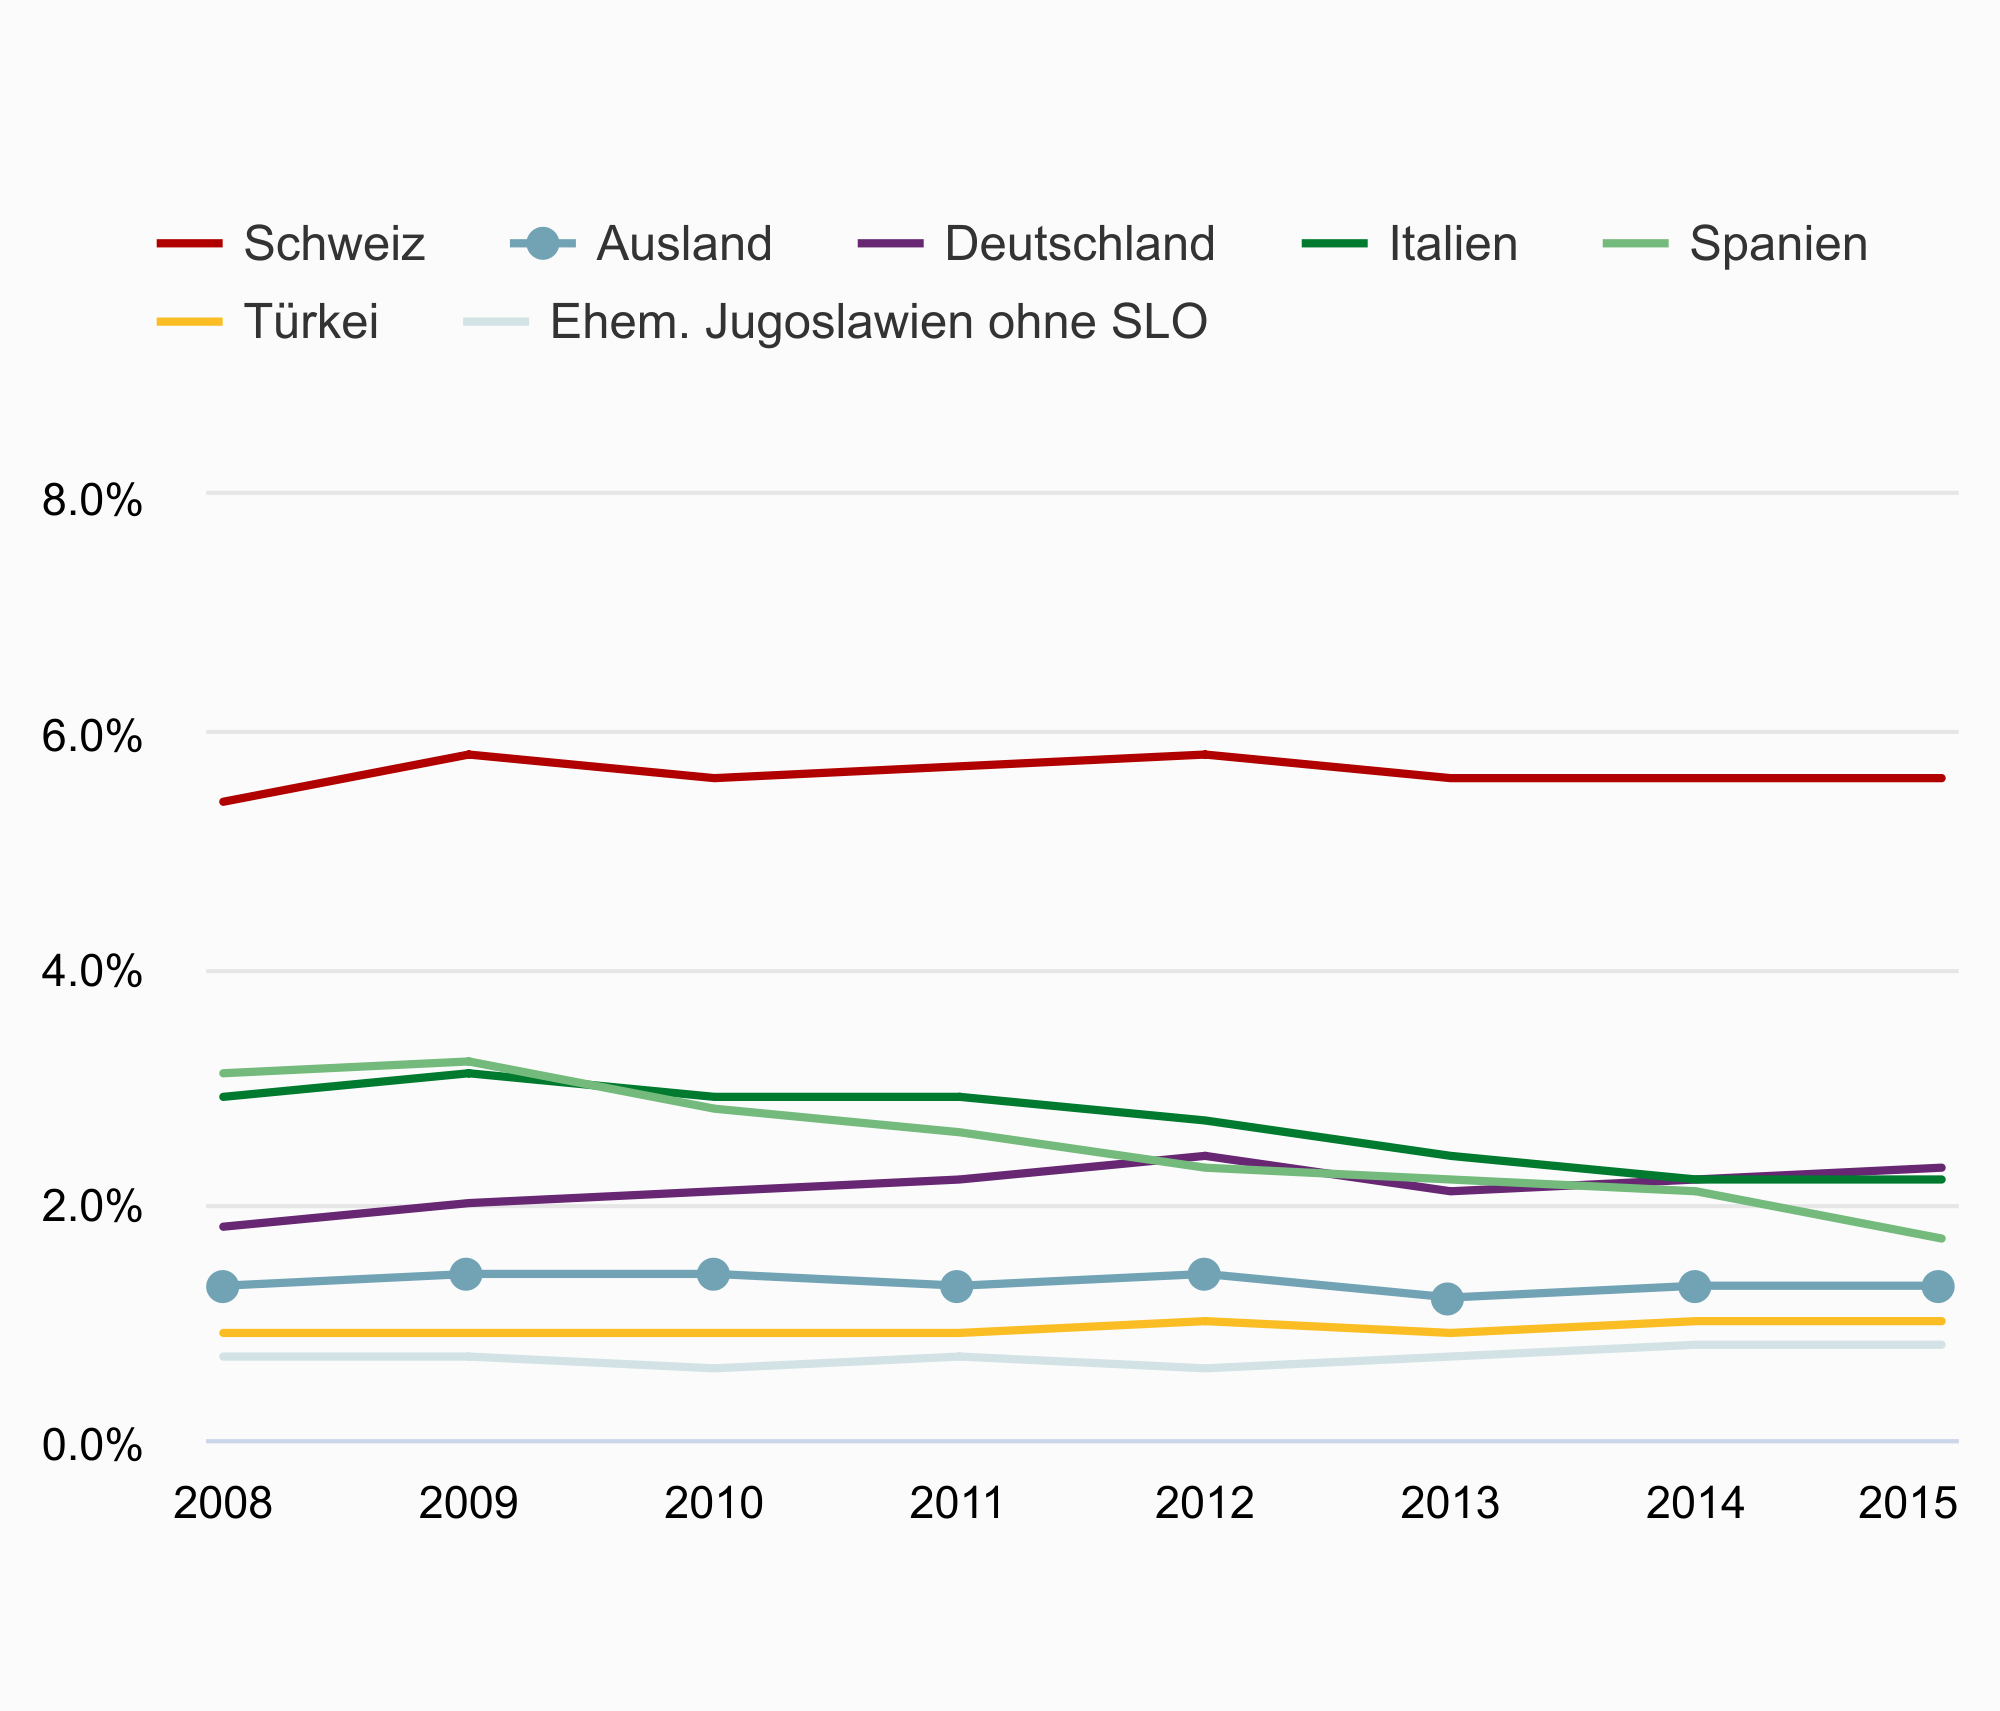 Schweiz Ausland Deutschland Italien Spanien
Türkei Ehem. Jugoslawien ohne SLO
8.0%
6.0%
4.0%
2.0%
0.0%
2008 2009 2010 2011 2012 2013 2014 2015